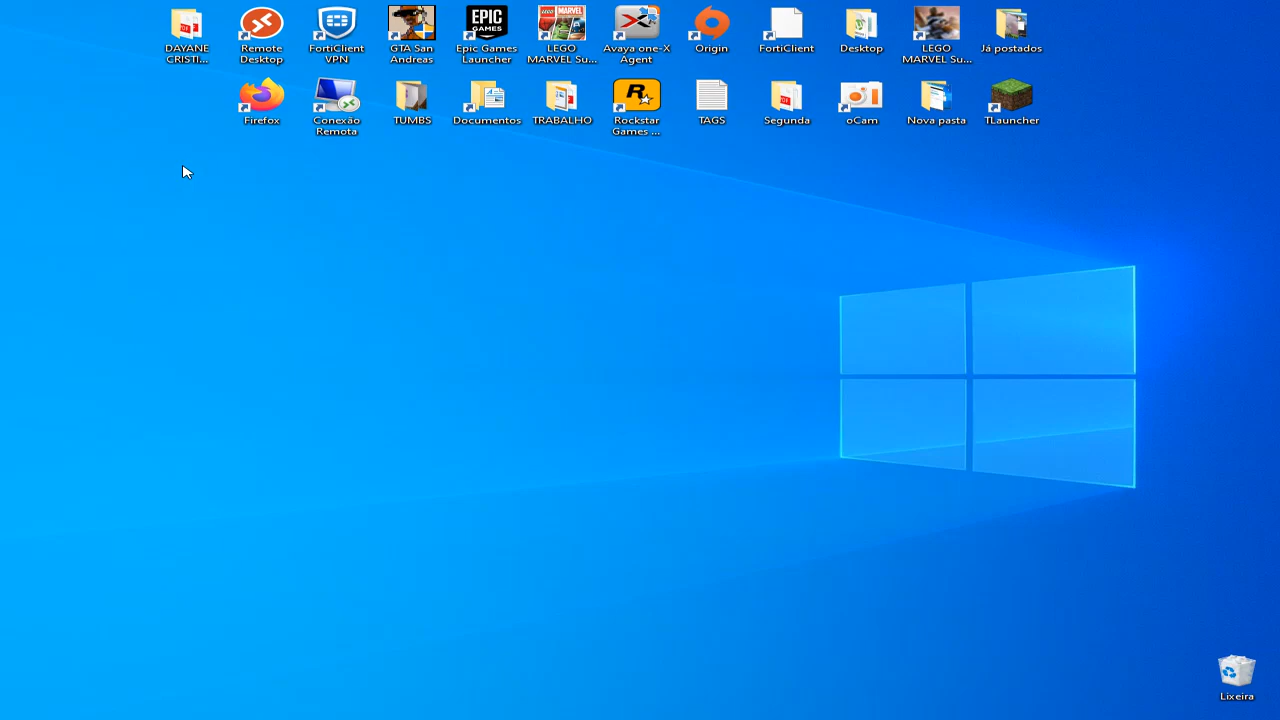 DAYANE
CRISTI...
Remote
Desktop
FortiClient
VPN
GTA San
Andreas
EPIC
GAMES
Epic Games
Launcher
LEGO
MARVEL
LEGO
MARVEL Su...
Avaya one-X
Agent
Origin
FortiClient
Desktop
LEGO
MARVEL Su...
Já postados
Firefox
Conexão
Remota
TUMBS
Documentos
TRABALHO
R
Rockstar
Games ...
TAGS
Segunda
oCam
Nova pasta
TLauncher
Lixeira